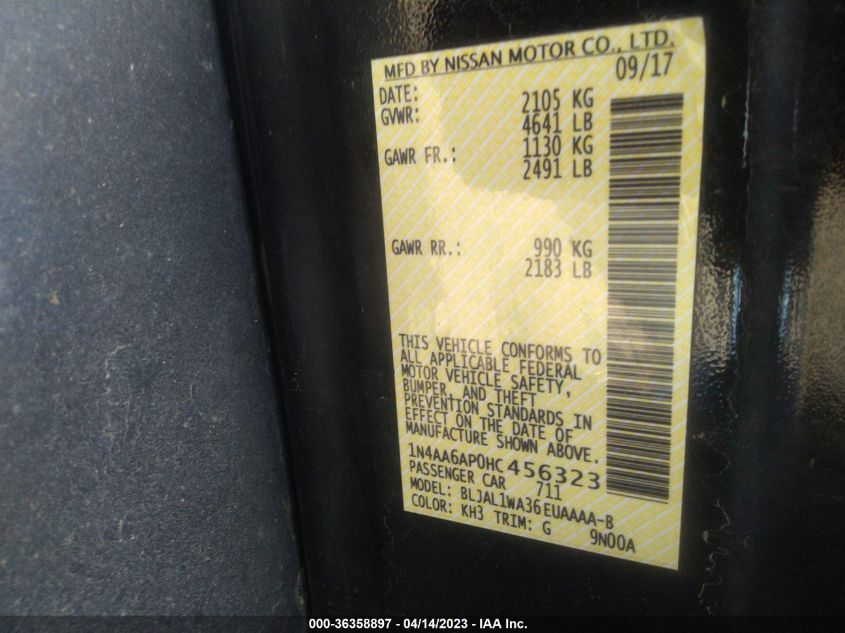 MFD BY NISSAN MOTOR CO., LTD.
DATE: 09/17
GVWR: 2105 KG
4641 LB
GAWR FR.: 1130 KG
2491 LB
GAWR RR.: 990 KG
2183 LB
THIS VEHICLE CONFORMS TO
ALL APPLICABLE FEDERAL
MOTOR VEHICLE SAFETY,
BUMPER, AND THEFT
PREVENTION STANDARDS IN
EFFECT ON THE DATE OF
MANUFACTURE SHOWN ABOVE.
1N4AA6AP0HC456323
PASSENGER CAR 711
MODEL: BLJAL1WA36EUAAAA-B
COLOR: KH3 TRIM: G 9N00A
000-36358897 - 04/14/2023 - IAA Inc.